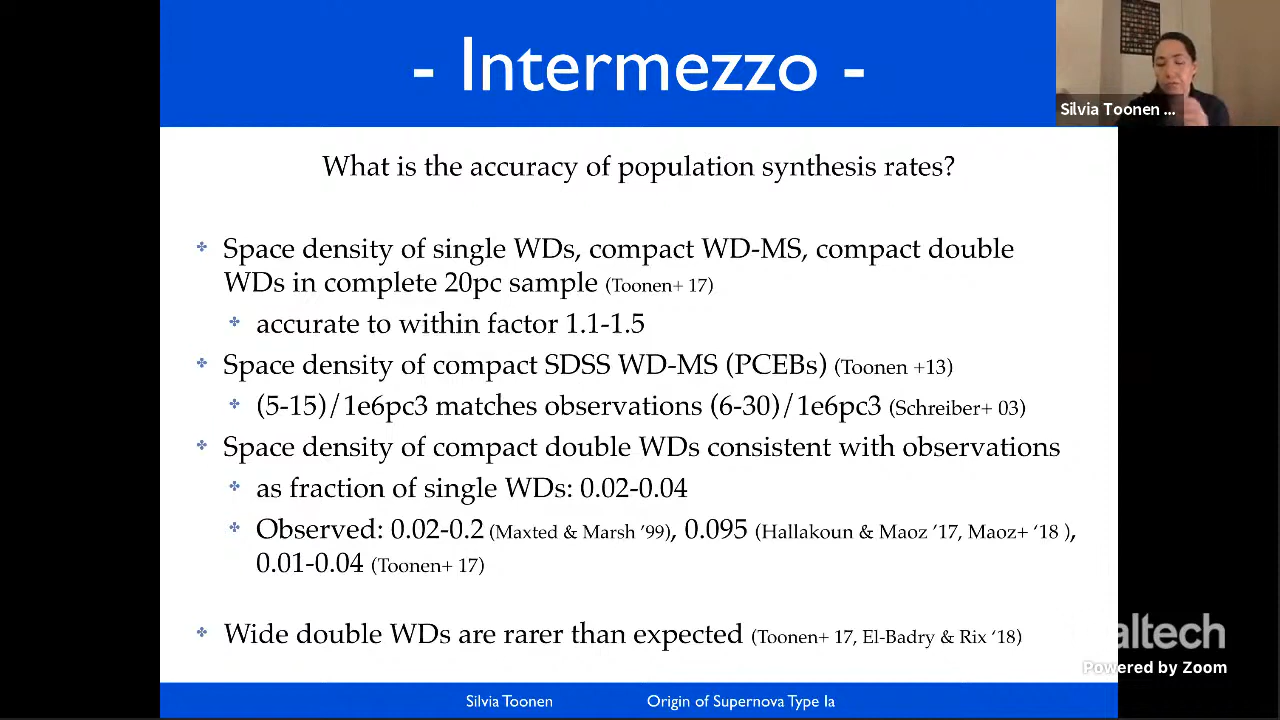 - Intermezzo -
Silvia Toonen ...
What is the accuracy of population synthesis rates?
Space density of single WDs, compact WD-MS, compact double
WDs in complete 20pc sample (Toonen+ 17)
accurate to within factor 1.1-1.5
Space density of compact SDSS WD-MS (PCEBs) (Toonen +13)
(5-15)/1e6pc3 matches observations (6-30)/1e6pc3 (Schreiber+ 03)
Space density of compact double WDs consistent with observations
as fraction of single WDs: 0.02-0.04
Observed: 0.02-0.2 (Maxted & Marsh ’99), 0.095 (Hallakoun & Maoz ’17, Maoz+ ‘18 ),
0.01-0.04 (Toonen+ 17)
Wide double WDs are rarer than expected (Toonen+ 17, El-Badry & Rix ‘18)
altech
Powered by Zoom
Silvia Toonen Origin of Supernova Type Ia